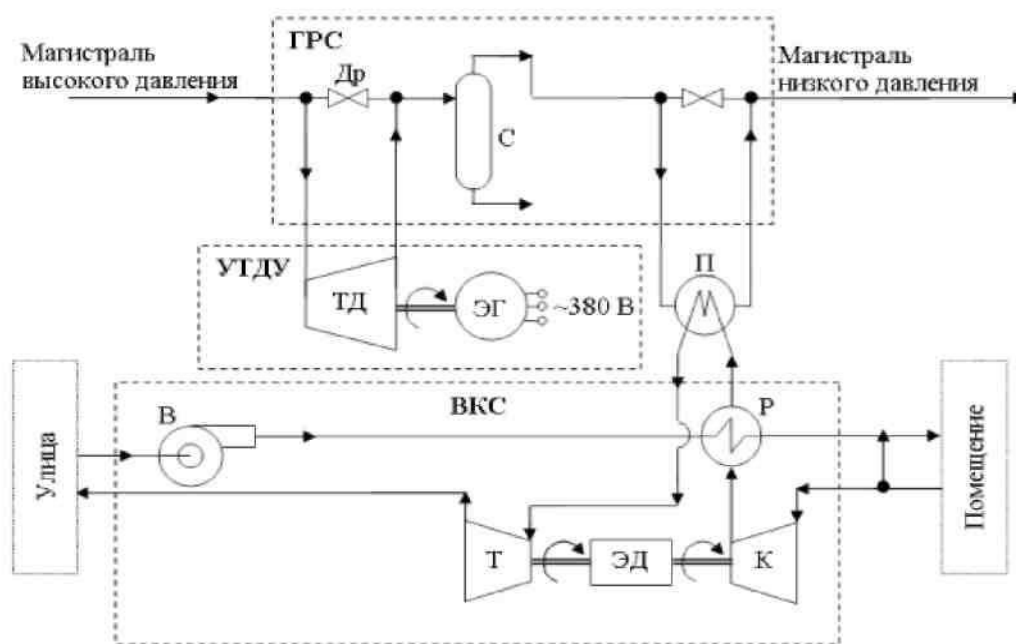 ГРС
Магистраль
высокого давления
Др
Магистраль
низкого давления
С
УТДУ
П
ТД
ЭГ
~380 В
ВКС
В
Р
Улица
Помещение
Т
ЭД
К